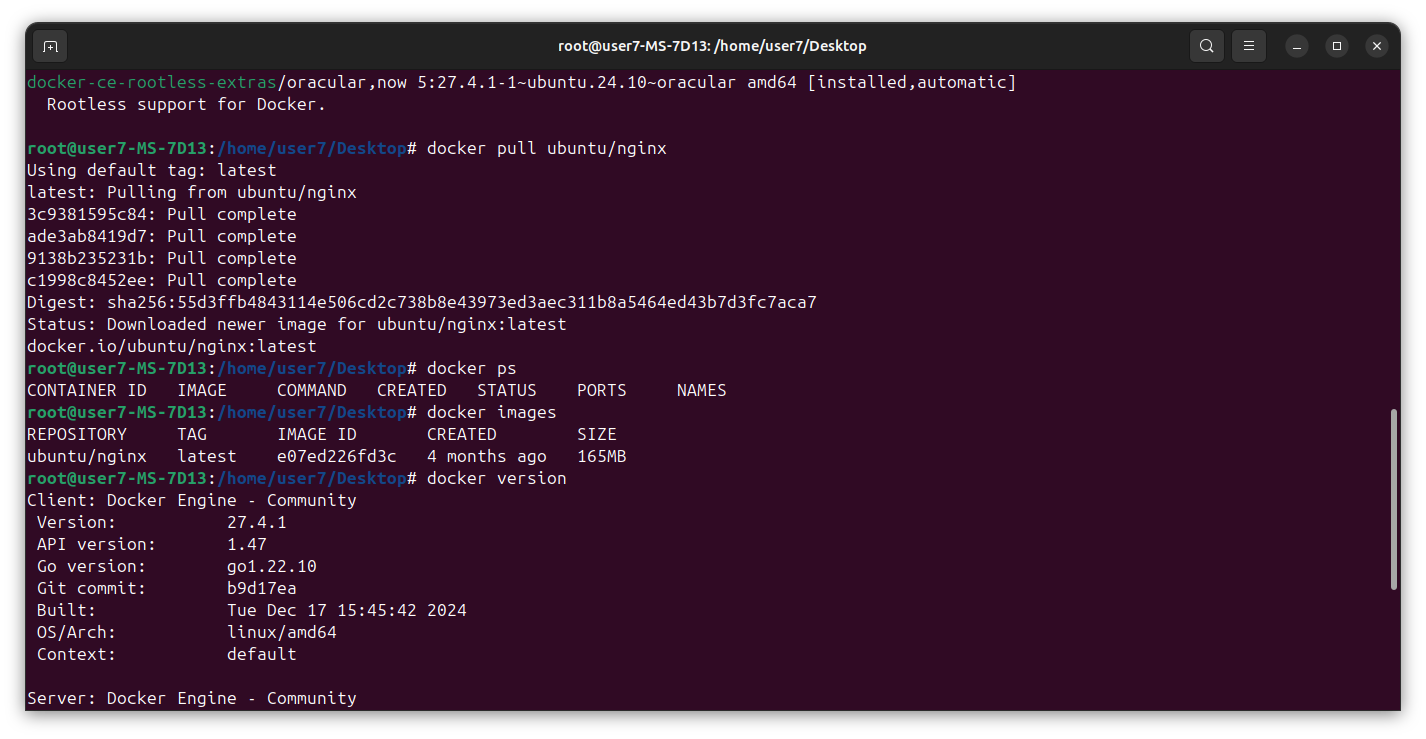 root@user7-MS-7D13: /home/user7/Desktop
docker-ce-rootless-extras/oracular,now 5:27.4.1-1~ubuntu.24.10~oracular amd64 [installed,automatic]
  Rootless support for Docker.

root@user7-MS-7D13:/home/user7/Desktop# docker pull ubuntu/nginx
Using default tag: latest
latest: Pulling from ubuntu/nginx
3c9381595c84: Pull complete
ade3ab8419d7: Pull complete
9138b235231b: Pull complete
c1998c8452ee: Pull complete
Digest: sha256:55d3ffb4843114e506cd2c738b8e43973ed3aec311b8a5464ed43b7d3fc7aca7
Status: Downloaded newer image for ubuntu/nginx:latest
docker.io/ubuntu/nginx:latest
root@user7-MS-7D13:/home/user7/Desktop# docker ps
CONTAINER ID   IMAGE     COMMAND   CREATED   STATUS    PORTS     NAMES
root@user7-MS-7D13:/home/user7/Desktop# docker images
REPOSITORY     TAG       IMAGE ID       CREATED        SIZE
ubuntu/nginx   latest    e07ed226fd3c   4 months ago   165MB
root@user7-MS-7D13:/home/user7/Desktop# docker version
Client: Docker Engine - Community
 Version:           27.4.1
 API version:       1.47
 Go version:        go1.22.10
 Git commit:        b9d17ea
 Built:             Tue Dec 17 15:45:42 2024
 OS/Arch:           linux/amd64
 Context:           default

Server: Docker Engine - Community